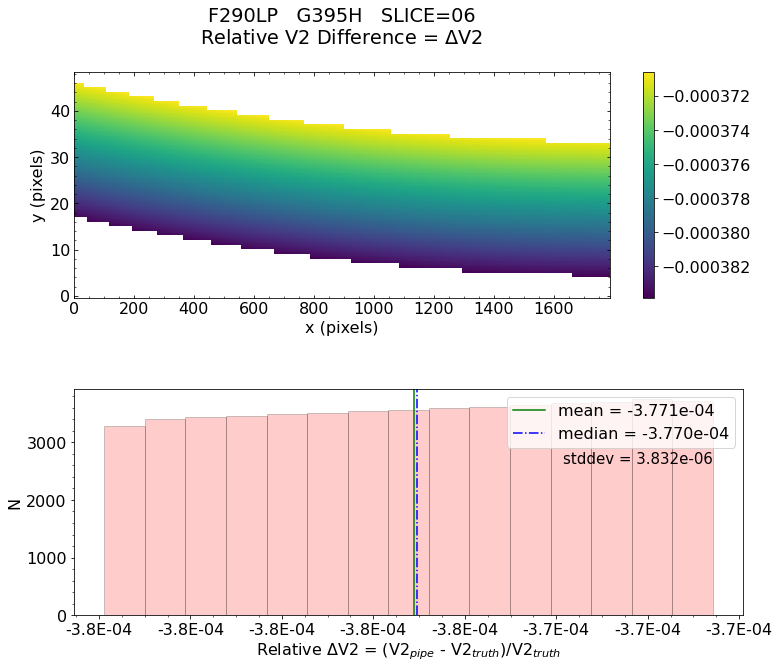 F290LP G395H SLICE=06
Relative V2 Difference = ΔV2
y (pixels)
40
30
20
10
0
0 200 400 600 800 1000 1200 1400 1600
x (pixels)
−0.000372
−0.000374
−0.000376
−0.000378
−0.000380
−0.000382
N
3000
2000
1000
0
mean = -3.771e-04
median = -3.770e-04
stddev = 3.832e-06
-3.8E-04 -3.8E-04 -3.8E-04 -3.8E-04 -3.8E-04 -3.7E-04 -3.7E-04 -3.7E-04
Relative ΔV2 = (V2pipe - V2truth)/V2truth